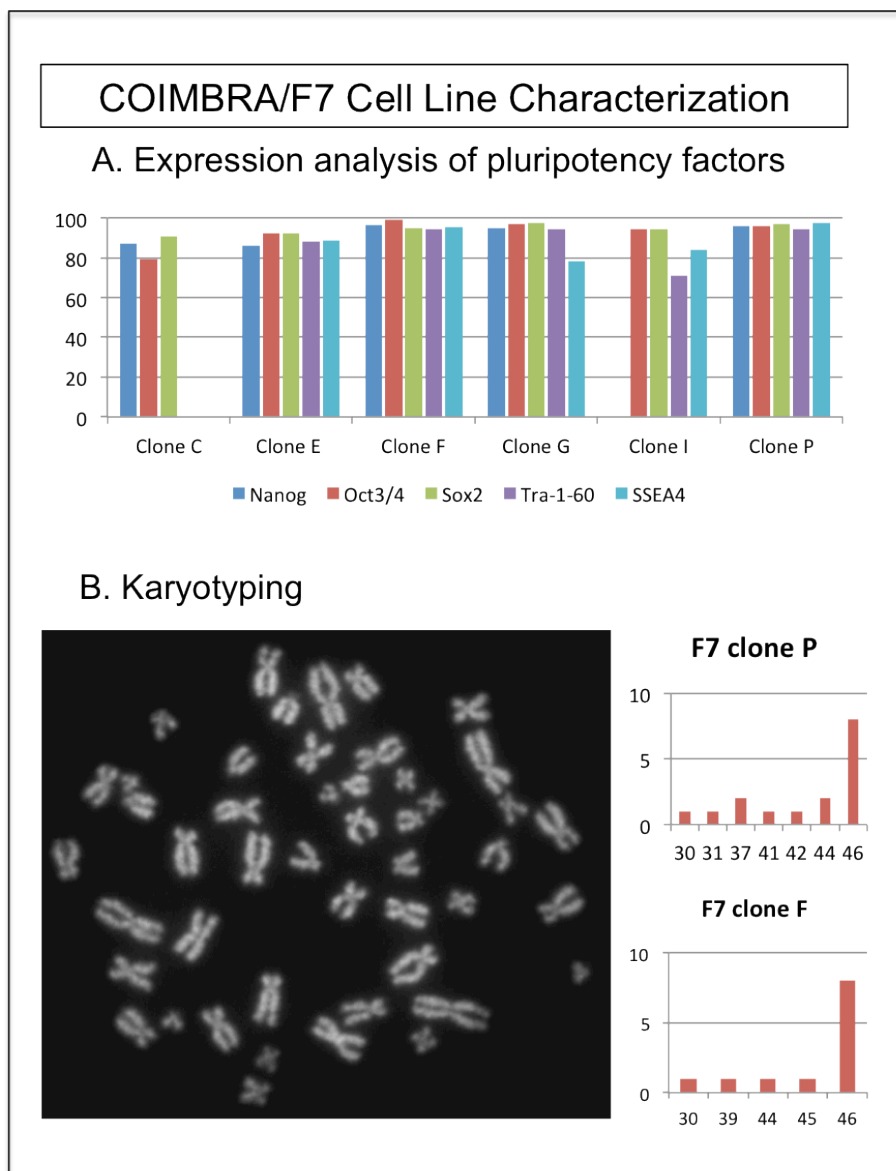 COIMBRA/F7 Cell Line Characterization
A. Expression analysis of pluripotency factors
100
80
60
40
20
0
Clone C Clone E Clone F Clone G Clone I Clone P
Nanog Oct3/4 Sox2 Tra-1-60 SSEA4
B. Karyotyping
F7 clone P
10
5
0
30 31 37 41 42 44 46
F7 clone F
10
5
0
30 39 44 45 46